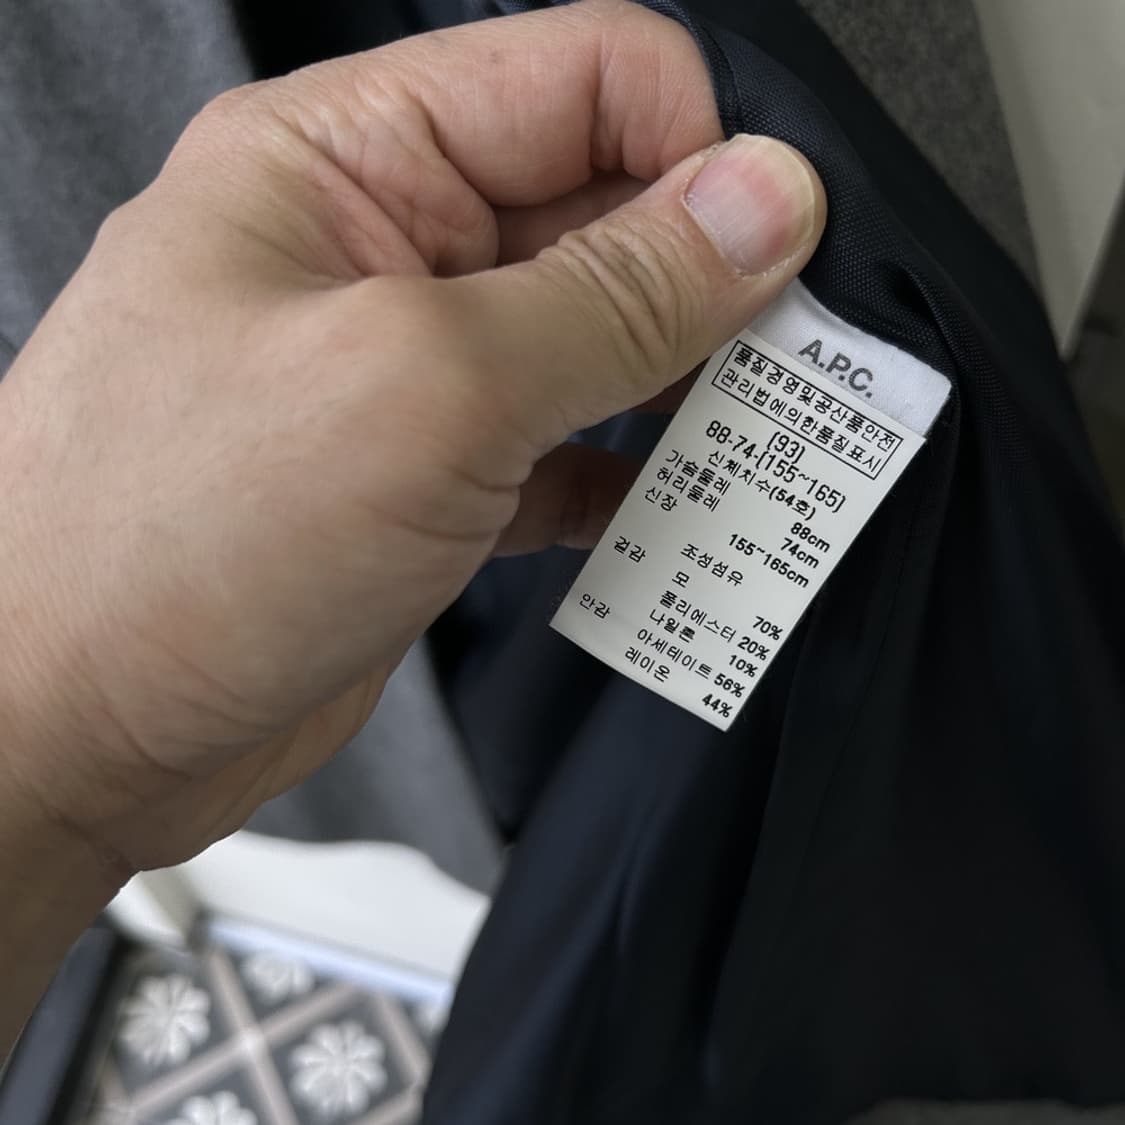 A.P.C.
품질경영및공산품안전
관리법에의한품질표시
(93)
88-74-(155~165)
신체치수(54호)
가슴둘레 88cm
허리둘레 74cm
신장 155~165cm
조성섬유
겉감 모 70%
폴리에스터 20%
나일론 10%
안감 아세테이트 56%
레이온 44%